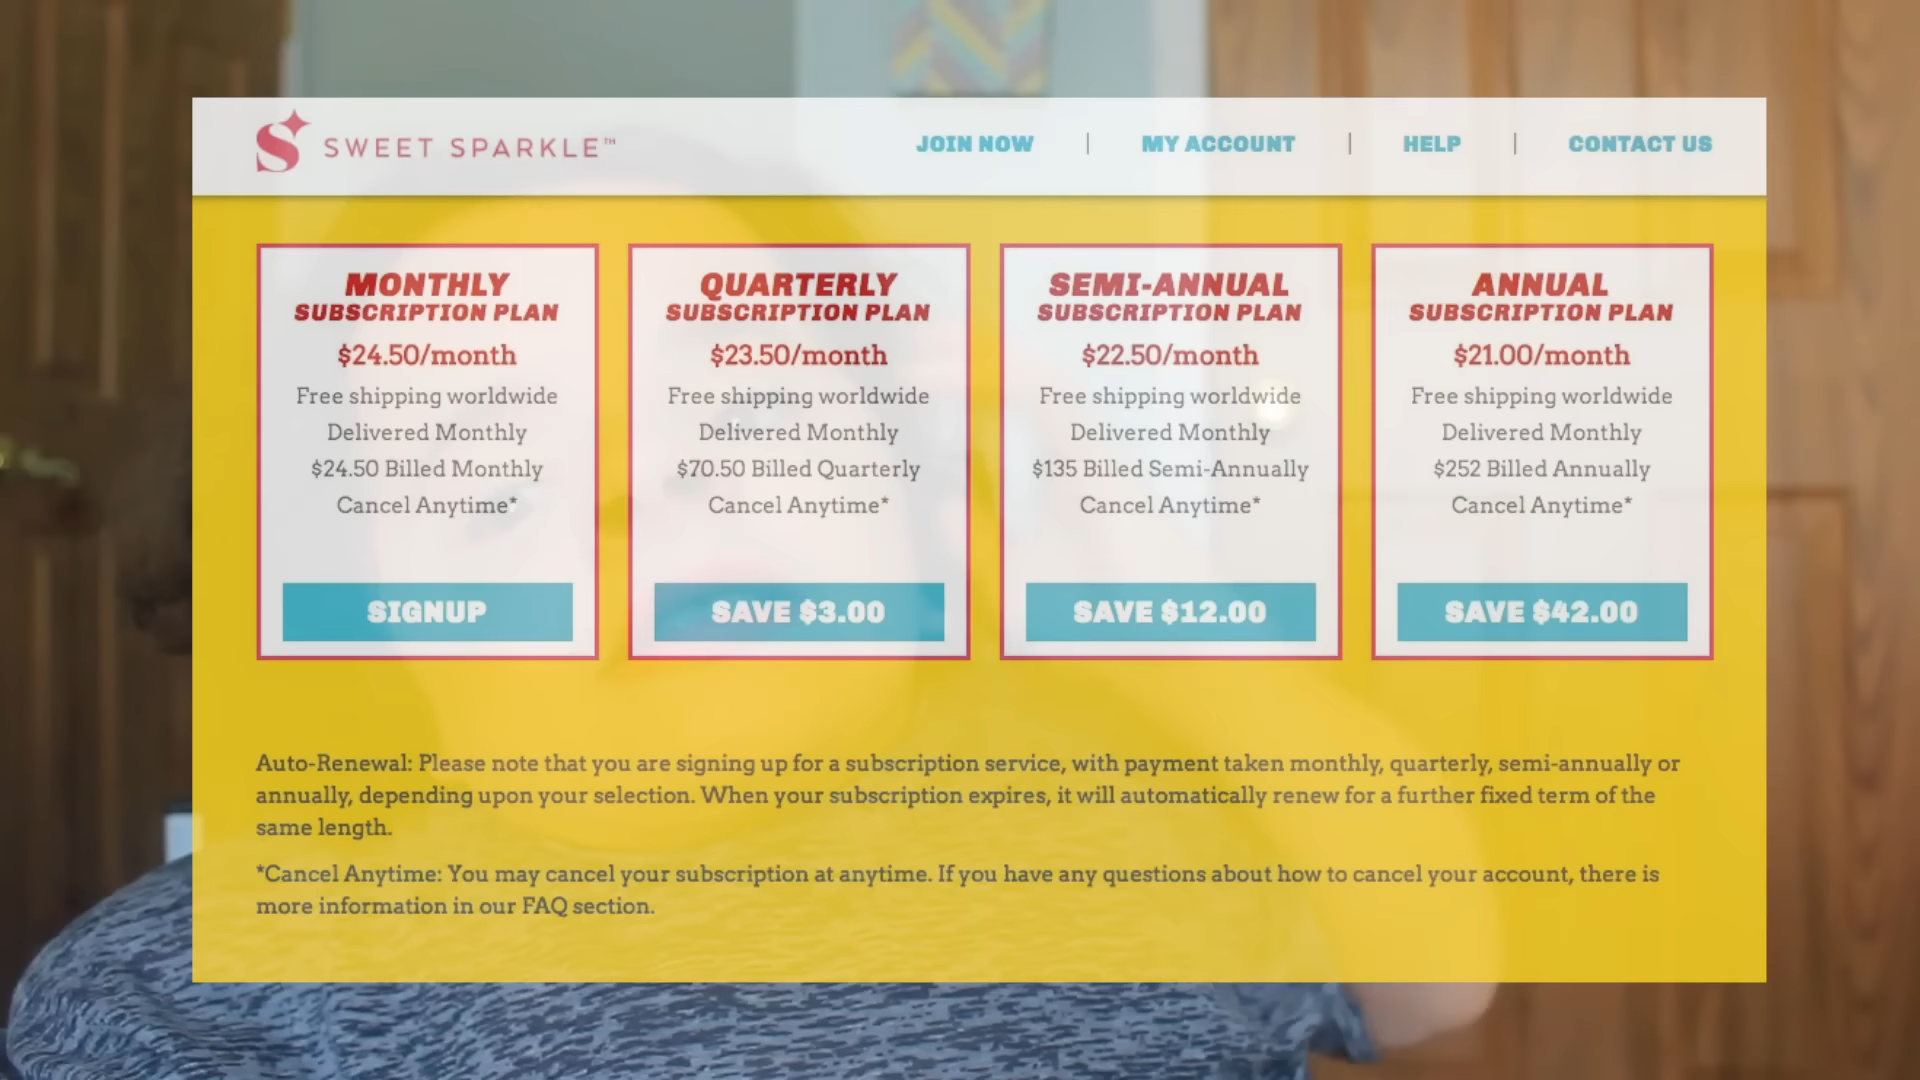 SWEET SPARKLE™
JOIN NOW | MY ACCOUNT | HELP | CONTACT US
MONTHLY
SUBSCRIPTION PLAN
$24.50/month
Free shipping worldwide
Delivered Monthly
$24.50 Billed Monthly
Cancel Anytime*
SIGNUP
QUARTERLY
SUBSCRIPTION PLAN
$23.50/month
Free shipping worldwide
Delivered Monthly
$70.50 Billed Quarterly
Cancel Anytime*
SAVE $3.00
SEMI-ANNUAL
SUBSCRIPTION PLAN
$22.50/month
Free shipping worldwide
Delivered Monthly
$135 Billed Semi-Annually
Cancel Anytime*
SAVE $12.00
ANNUAL
SUBSCRIPTION PLAN
$21.00/month
Free shipping worldwide
Delivered Monthly
$252 Billed Annually
Cancel Anytime*
SAVE $42.00
Auto-Renewal: Please note that you are signing up for a subscription service, with payment taken monthly, quarterly, semi-annually or
annually, depending upon your selection. When your subscription expires, it will automatically renew for a further fixed term of the
same length.
*Cancel Anytime: You may cancel your subscription at anytime. If you have any questions about how to cancel your account, there is
more information in our FAQ section.